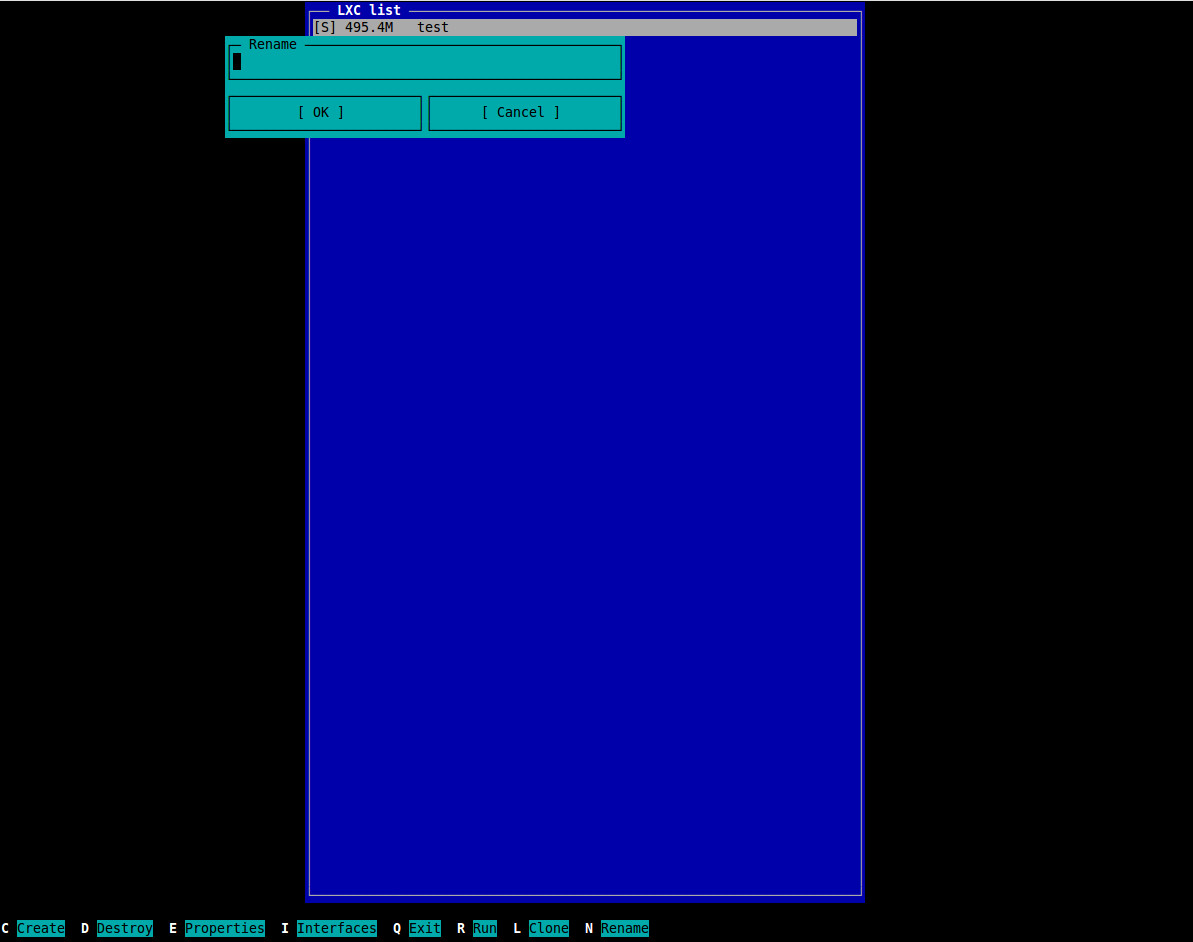 LXC list
[S] 495.4M   test
Rename
[ OK ]   [ Cancel ]
C Create  D Destroy  E Properties  I Interfaces  Q Exit  R Run  L Clone  N Rename